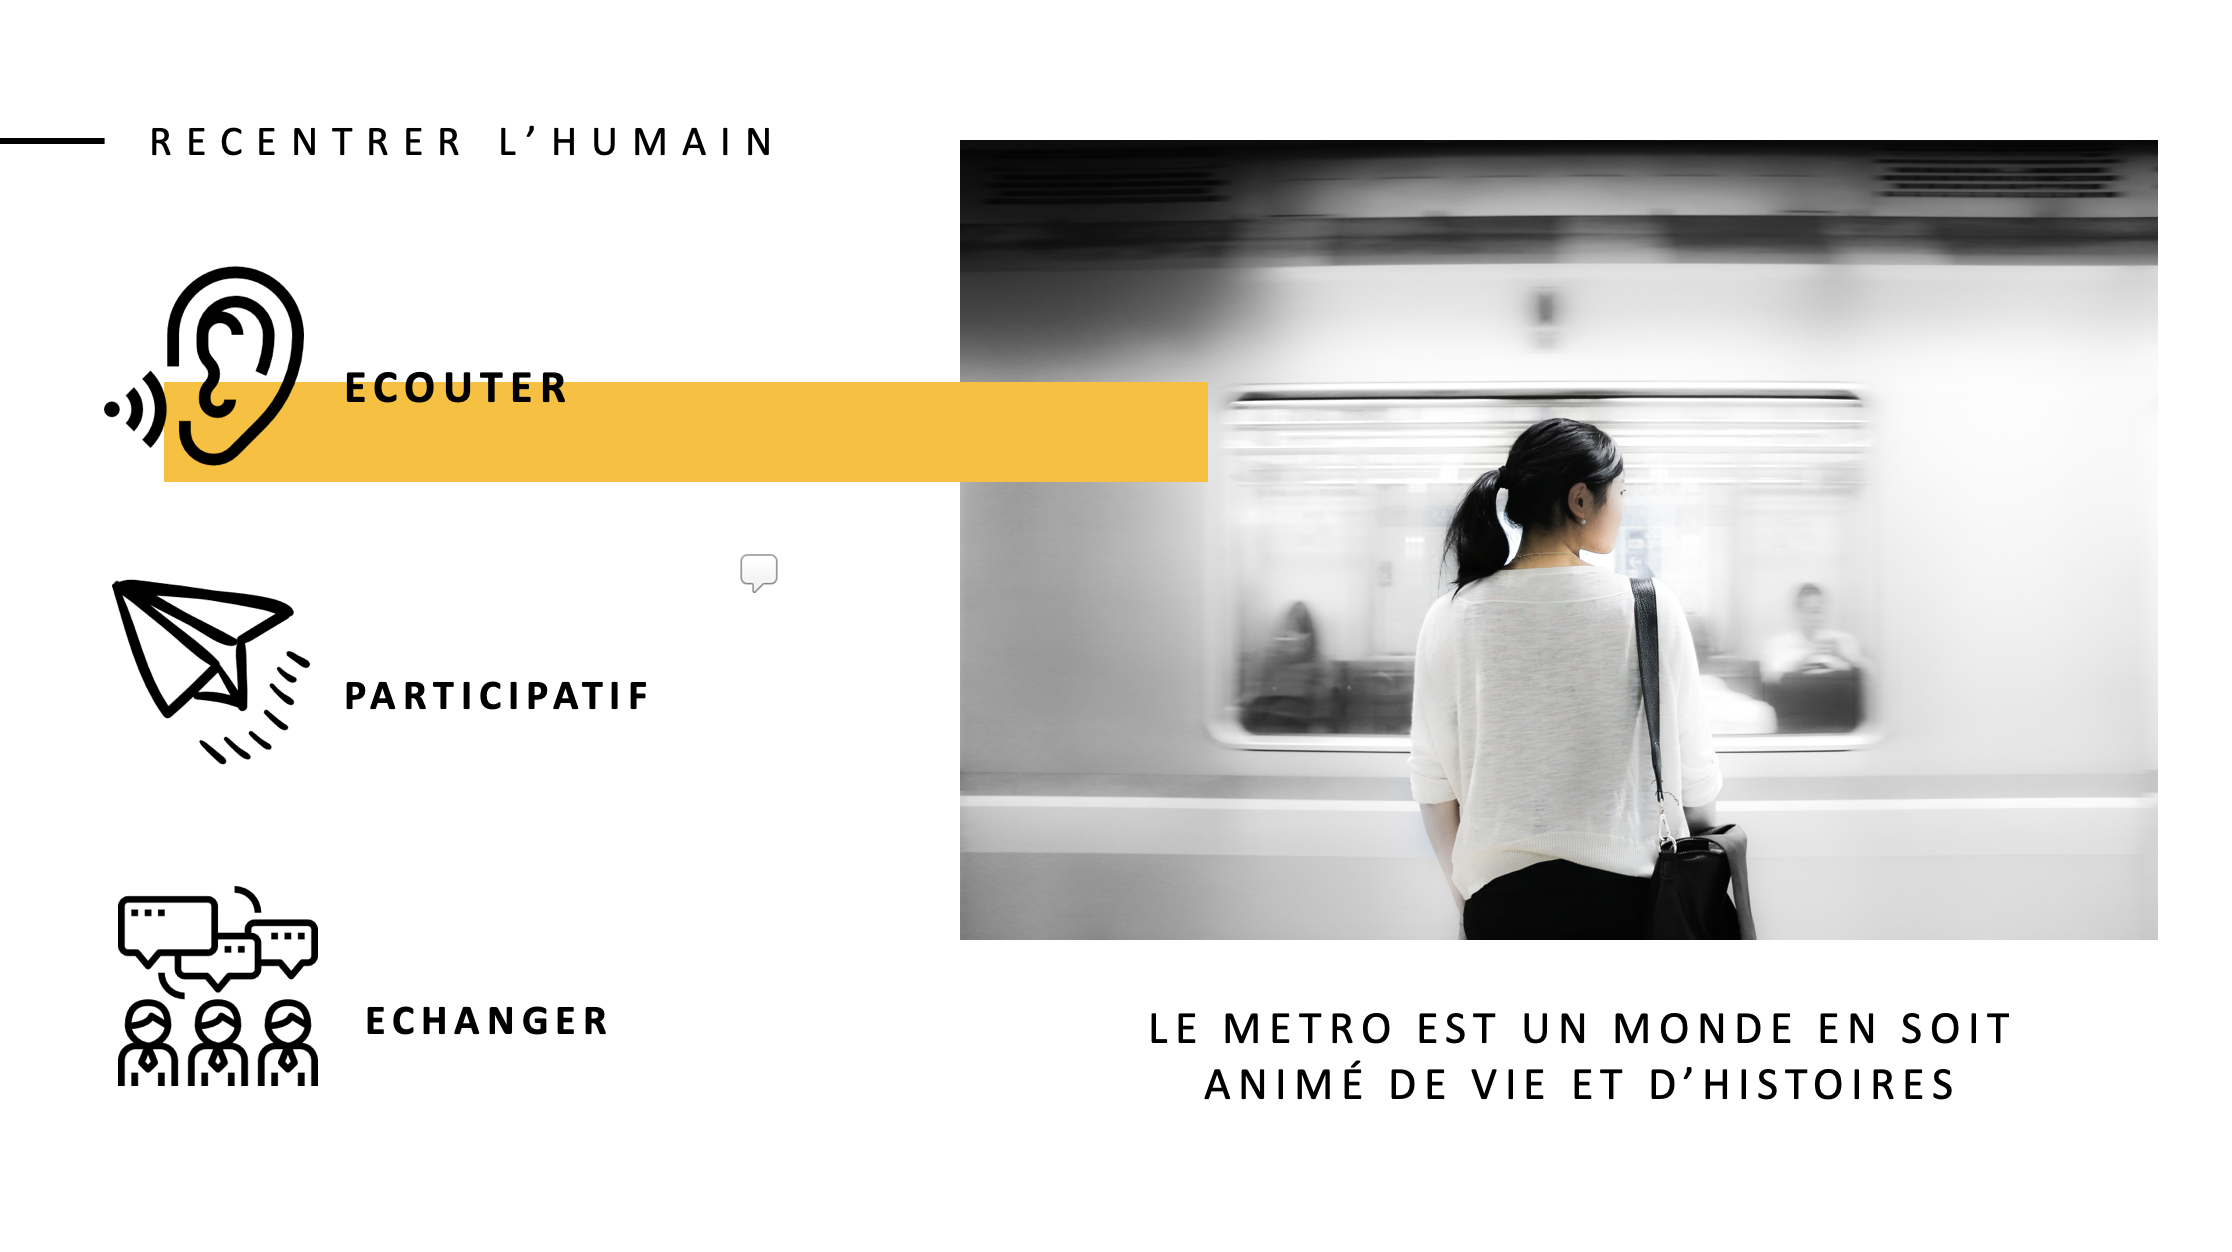 RECENTRER L’HUMAIN
ECOUTER
PARTICIPATIF
ECHANGER
LE METRO EST UN MONDE EN SOIT
ANIMÉ DE VIE ET D’HISTOIRES